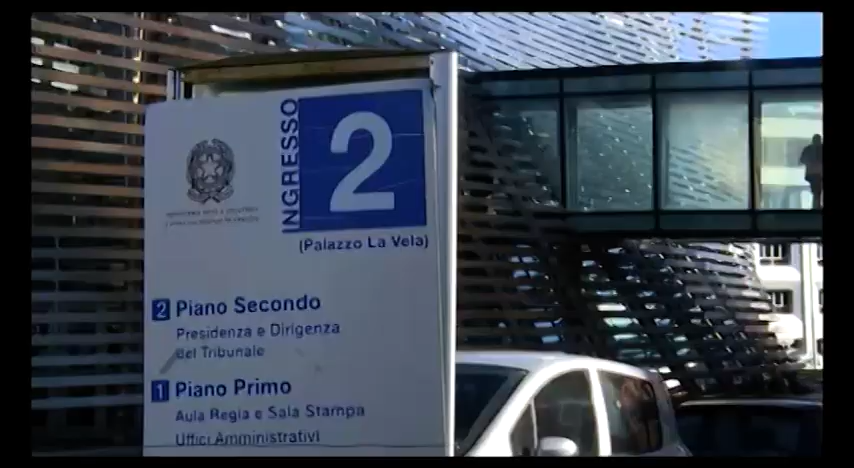 INGRESSO
2
(Palazzo La Vela)
2 Piano Secondo
Presidenza e Dirigenza
del Tribunale
1 Piano Primo
Aula Regia e Sala Stampa
Uffici Amministrativi